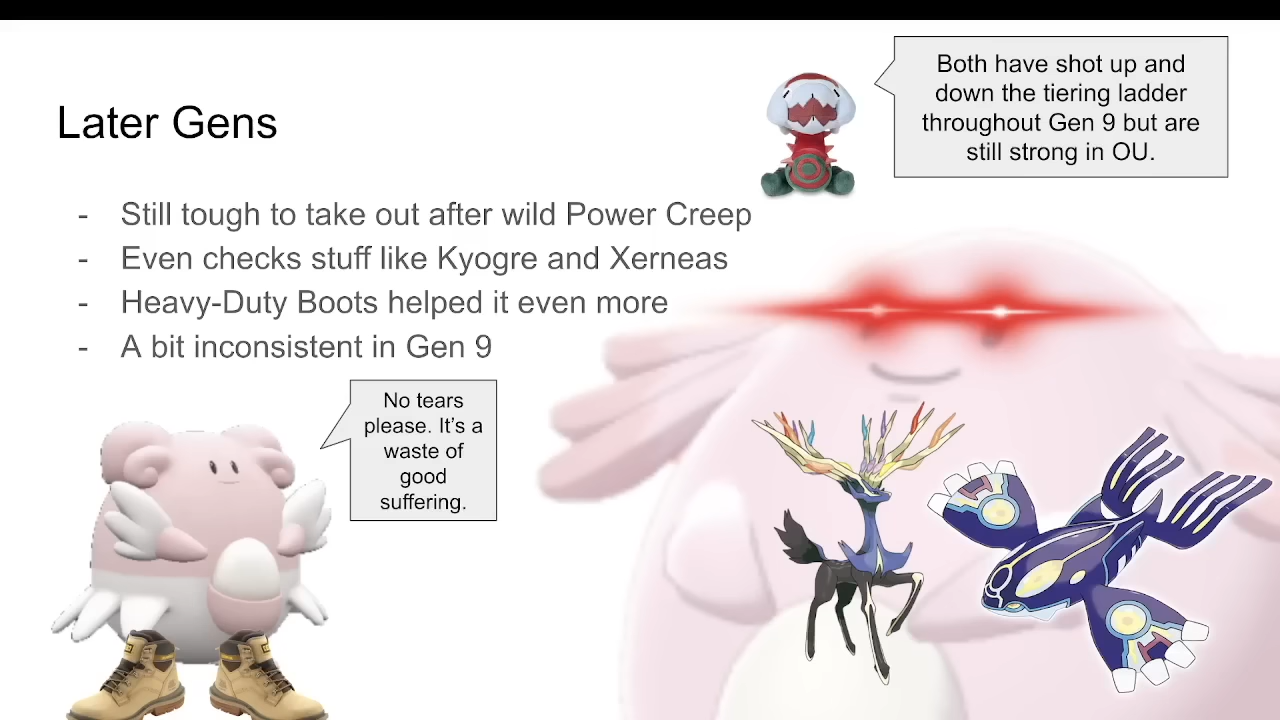 Later Gens
Both have shot up and
down the tiering ladder
throughout Gen 9 but are
still strong in OU.
- Still tough to take out after wild Power Creep
- Even checks stuff like Kyogre and Xerneas
- Heavy-Duty Boots helped it even more
- A bit inconsistent in Gen 9
No tears
please. It's a
waste of
good
suffering.